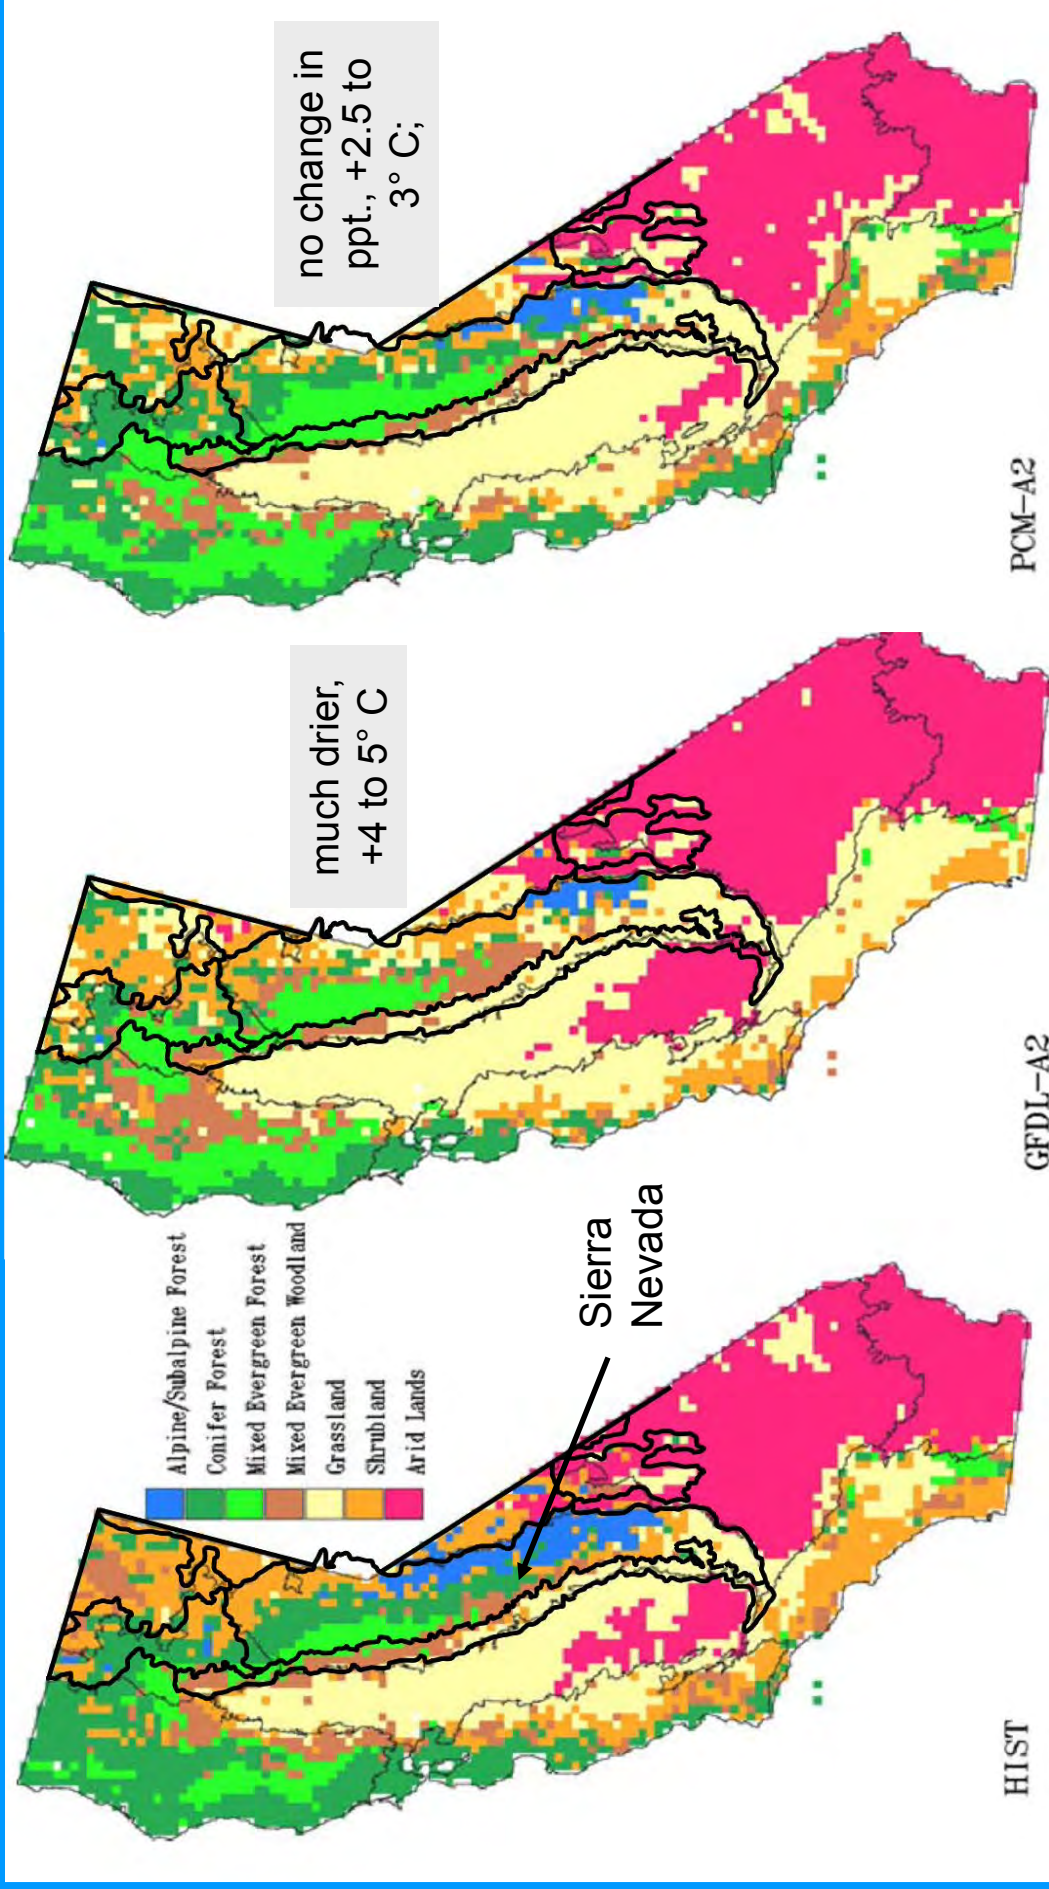 Alpine/Subalpine Forest
Conifer Forest
Mixed Evergreen Forest
Mixed Evergreen Woodland
Grassland
Shrubland
Arid Lands
Sierra
Nevada
HIST
much drier,
+4 to 5° C
GFDL-A2
no change in
ppt., +2.5 to
3° C;
PCM-A2